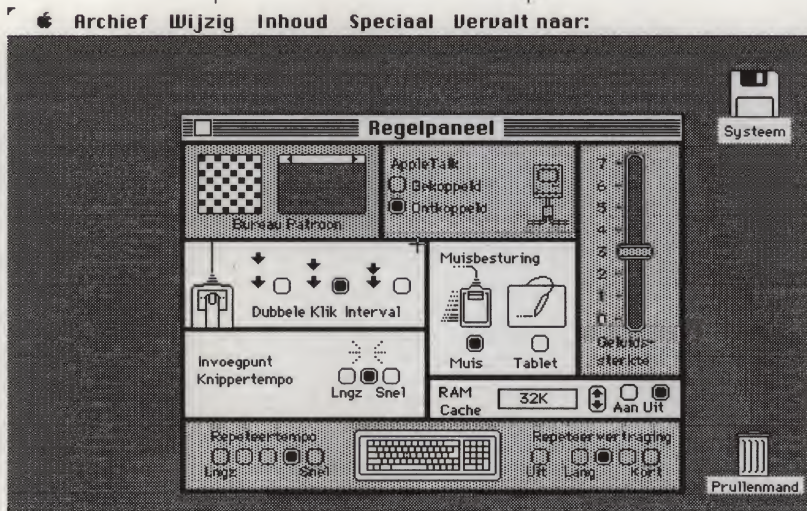 Archief Wijzig Inhoud Speciaal Vervalt naar:
Systeem
Regelpaneel
Bureau Patroon
AppleTalk
Gekoppeld
Ontkoppeld
7
6
5
4
3
2
1
0
Geluids-
sterkte
Dubbele Klik Interval
Muisbesturing
Muis Tablet
Invoegpunt
Knippertempo
Lngz Snel
RAM
Cache
32K
Aan Uit
Repeteertempo
Lngz Snel
Repeteervertraging
Uit Lang Kort
Prullenmand